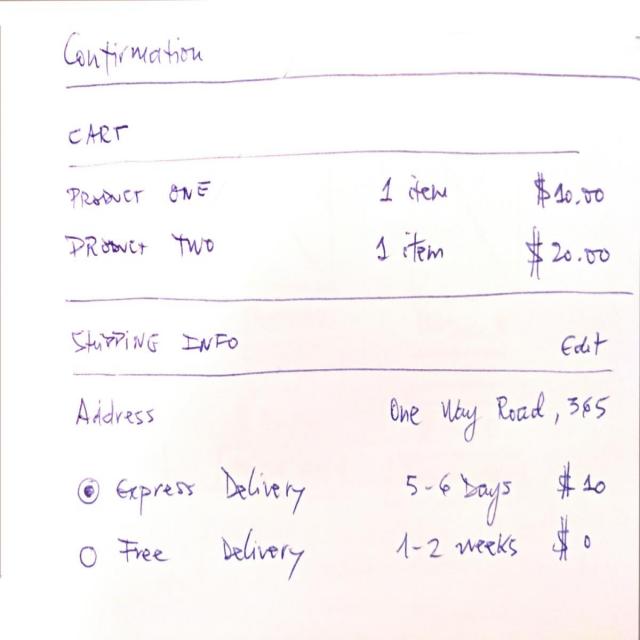 Confirmation
CART
PRODUCT ONE 1 item $10.00
PRODUCT TWO 1 item $20.00
SHIPPING INFO Edit
Address One Way Road, 365
Express Delivery 5-6 Days $10
Free Delivery 1-2 weeks $0